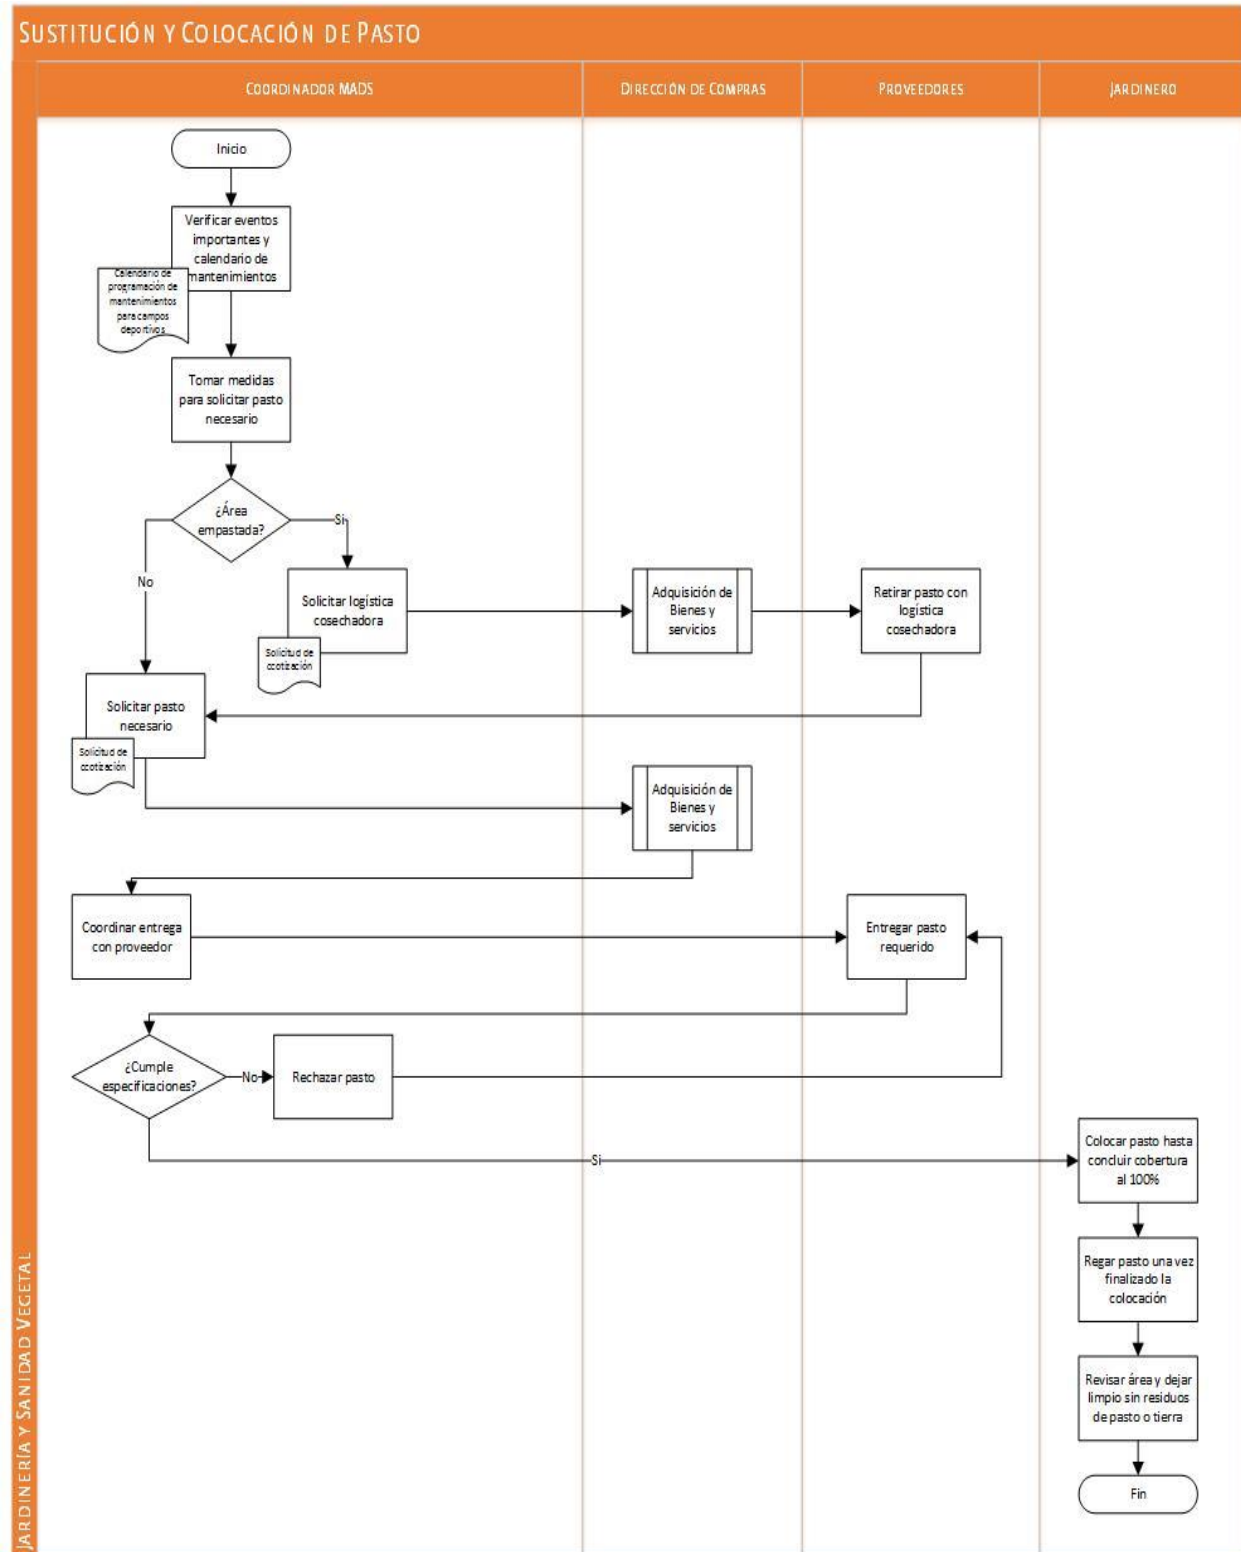 SUSTITUCIÓN Y COLOCACIÓN DE PASTO
COORDINADOR MADS
DIRECCIÓN DE COMPRAS
PROVEEDORES
JARDINERO
Inicio
Verificar eventos
importantes y
calendario de
mantenimientos
Calendario de
programación de
mantenimientos
para campos
deportivos
Tomar medidas
para solicitar pasto
necesario
¿Área
empastada?
Si
No
Solicitar logística
cosechadora
Solicitud de
cotización
Adquisición de
Bienes y
servicios
Retirar pasto con
logística
cosechadora
Solicitar pasto
necesario
Solicitud de
cotización
Adquisición de
Bienes y
servicios
Coordinar entrega
con proveedor
Entregar pasto
requerido
¿Cumple
especificaciones?
No
Rechazar pasto
Si
Colocar pasto hasta
concluir cobertura
al 100%
Regar pasto una vez
finalizado la
colocación
Revisar área y dejar
limpio sin residuos
de pasto o tierra
Fin
JARDINERÍA Y SANIDAD VEGETAL